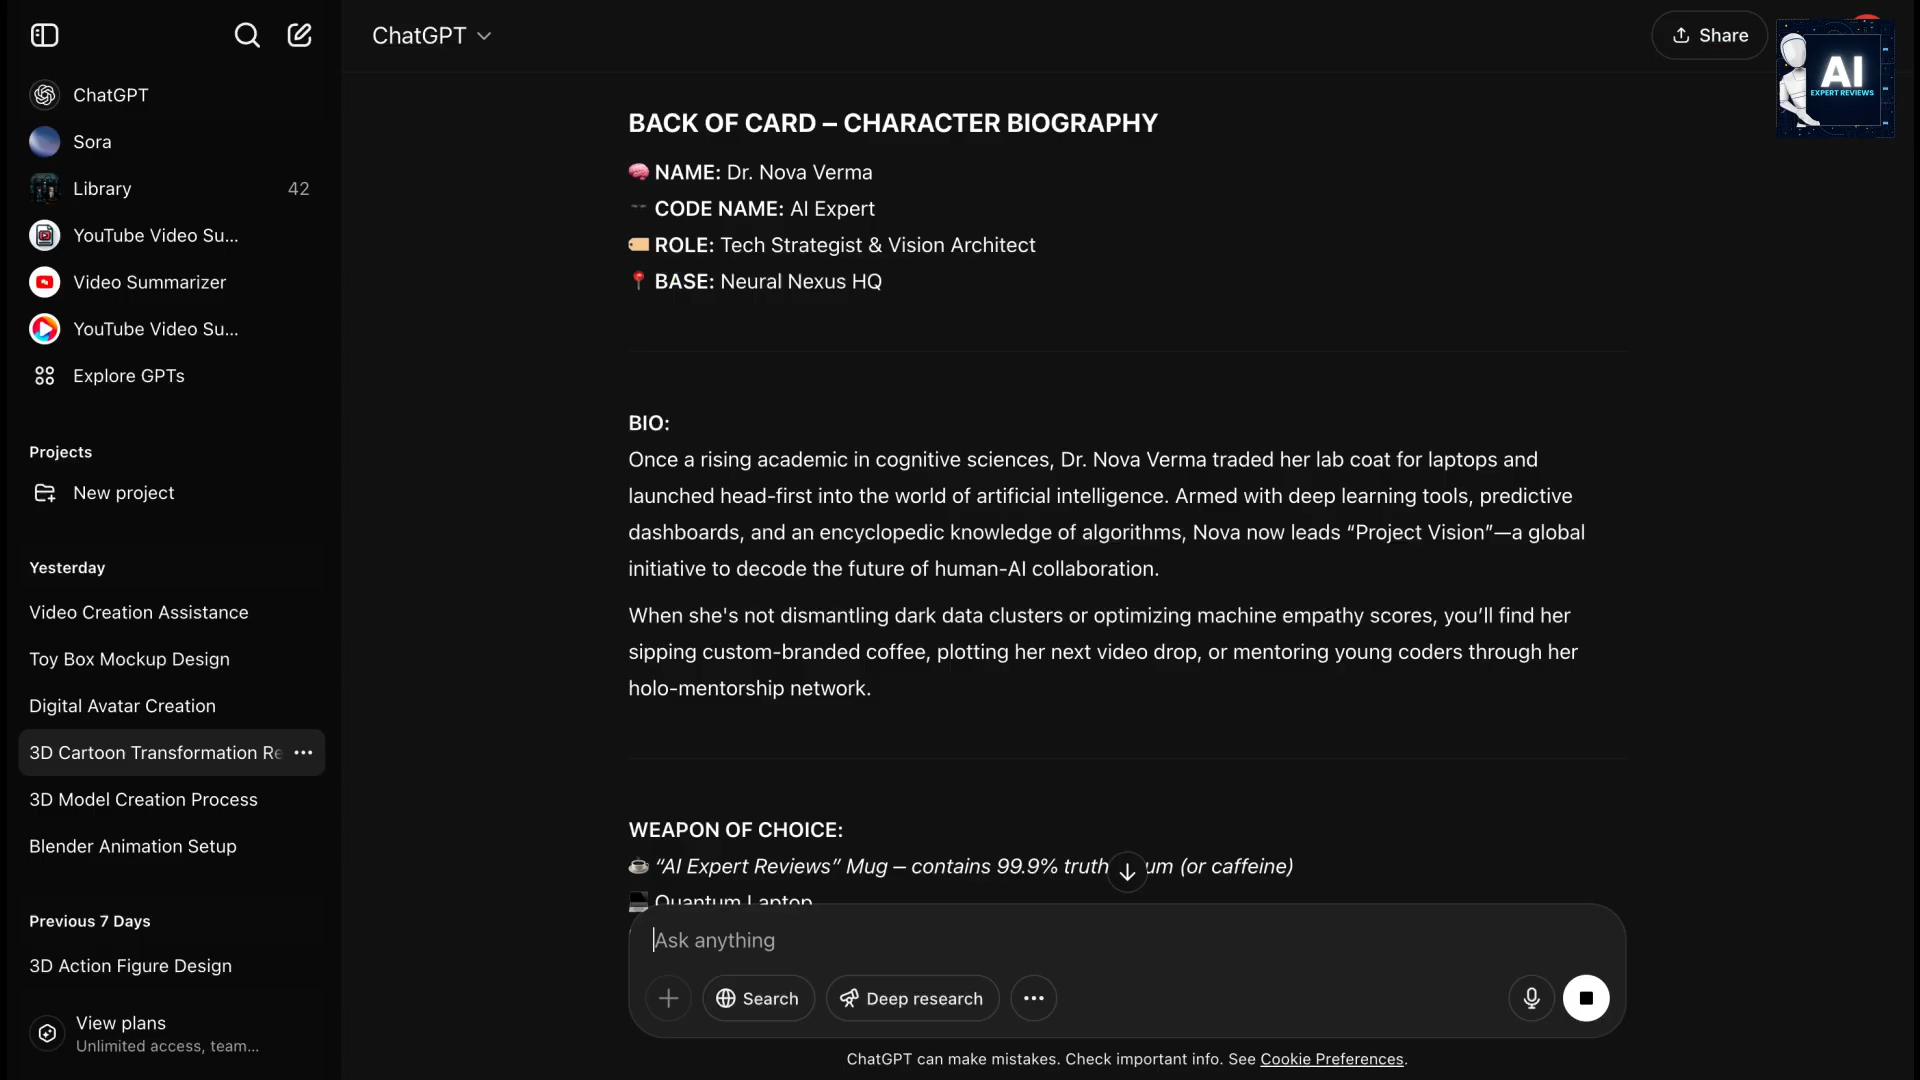 ChatGPT
Sora
Library 42
YouTube Video Su...
Video Summarizer
YouTube Video Su...
Explore GPTs
Projects
New project
Yesterday
Video Creation Assistance
Toy Box Mockup Design
Digital Avatar Creation
3D Cartoon Transformation Re
3D Model Creation Process
Blender Animation Setup
Previous 7 Days
3D Action Figure Design
View plans
Unlimited access, team...
ChatGPT
Share
AI
EXPERT REVIEWS
BACK OF CARD – CHARACTER BIOGRAPHY
NAME: Dr. Nova Verma
CODE NAME: AI Expert
ROLE: Tech Strategist & Vision Architect
BASE: Neural Nexus HQ
BIO:
Once a rising academic in cognitive sciences, Dr. Nova Verma traded her lab coat for laptops and
launched head-first into the world of artificial intelligence. Armed with deep learning tools, predictive
dashboards, and an encyclopedic knowledge of algorithms, Nova now leads “Project Vision”—a global
initiative to decode the future of human-AI collaboration.
When she's not dismantling dark data clusters or optimizing machine empathy scores, you’ll find her
sipping custom-branded coffee, plotting her next video drop, or mentoring young coders through her
holo-mentorship network.
WEAPON OF CHOICE:
“AI Expert Reviews” Mug – contains 99.9% truth um (or caffeine)
Quantum Laptop
Ask anything
Search
Deep research
ChatGPT can make mistakes. Check important info. See Cookie Preferences.